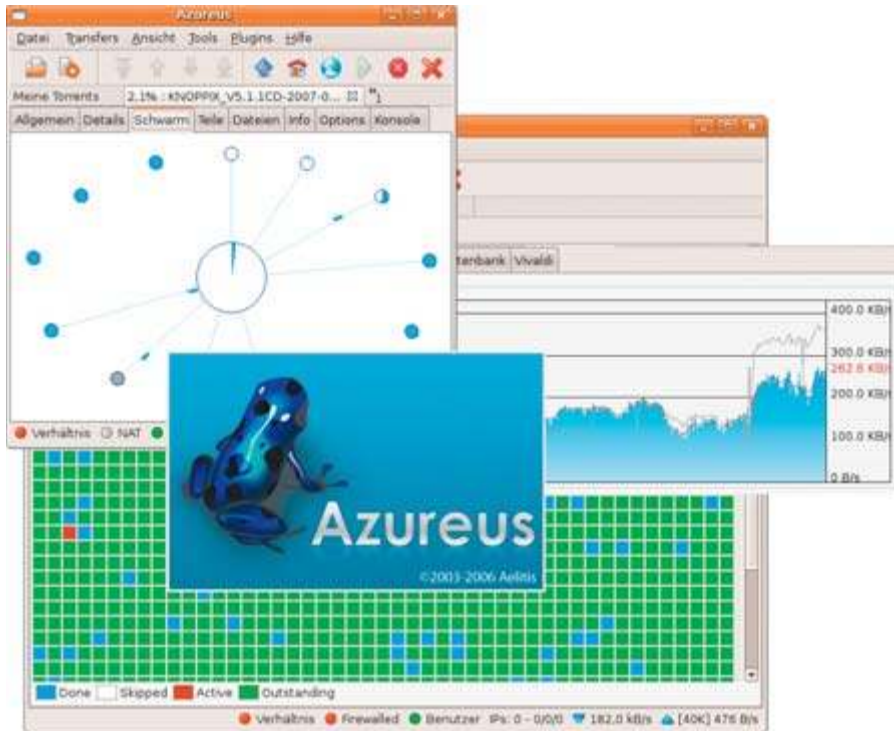 Azureus
Datei Transfers Ansicht Tools Plugins Hilfe
Meine Torrents 2.1% : KNOPPIX_V5.1.1CD-2007-0...
Allgemein Details Schwarm Teile Dateien Info Options Konsole
tenbank Vivaldi
400.0 KB/
300.0 KB/
262.6 KB/
200.0 KB/
100.0 KB/
0 B/s
Verhältnis NAT
Azureus
©2003-2006 Aelitis
Done Skipped Active Outstanding
Verhältnis Firewalled Benutzer IPs: 0 - 0/0/0 182.0 kB/s [40K] 476 B/s